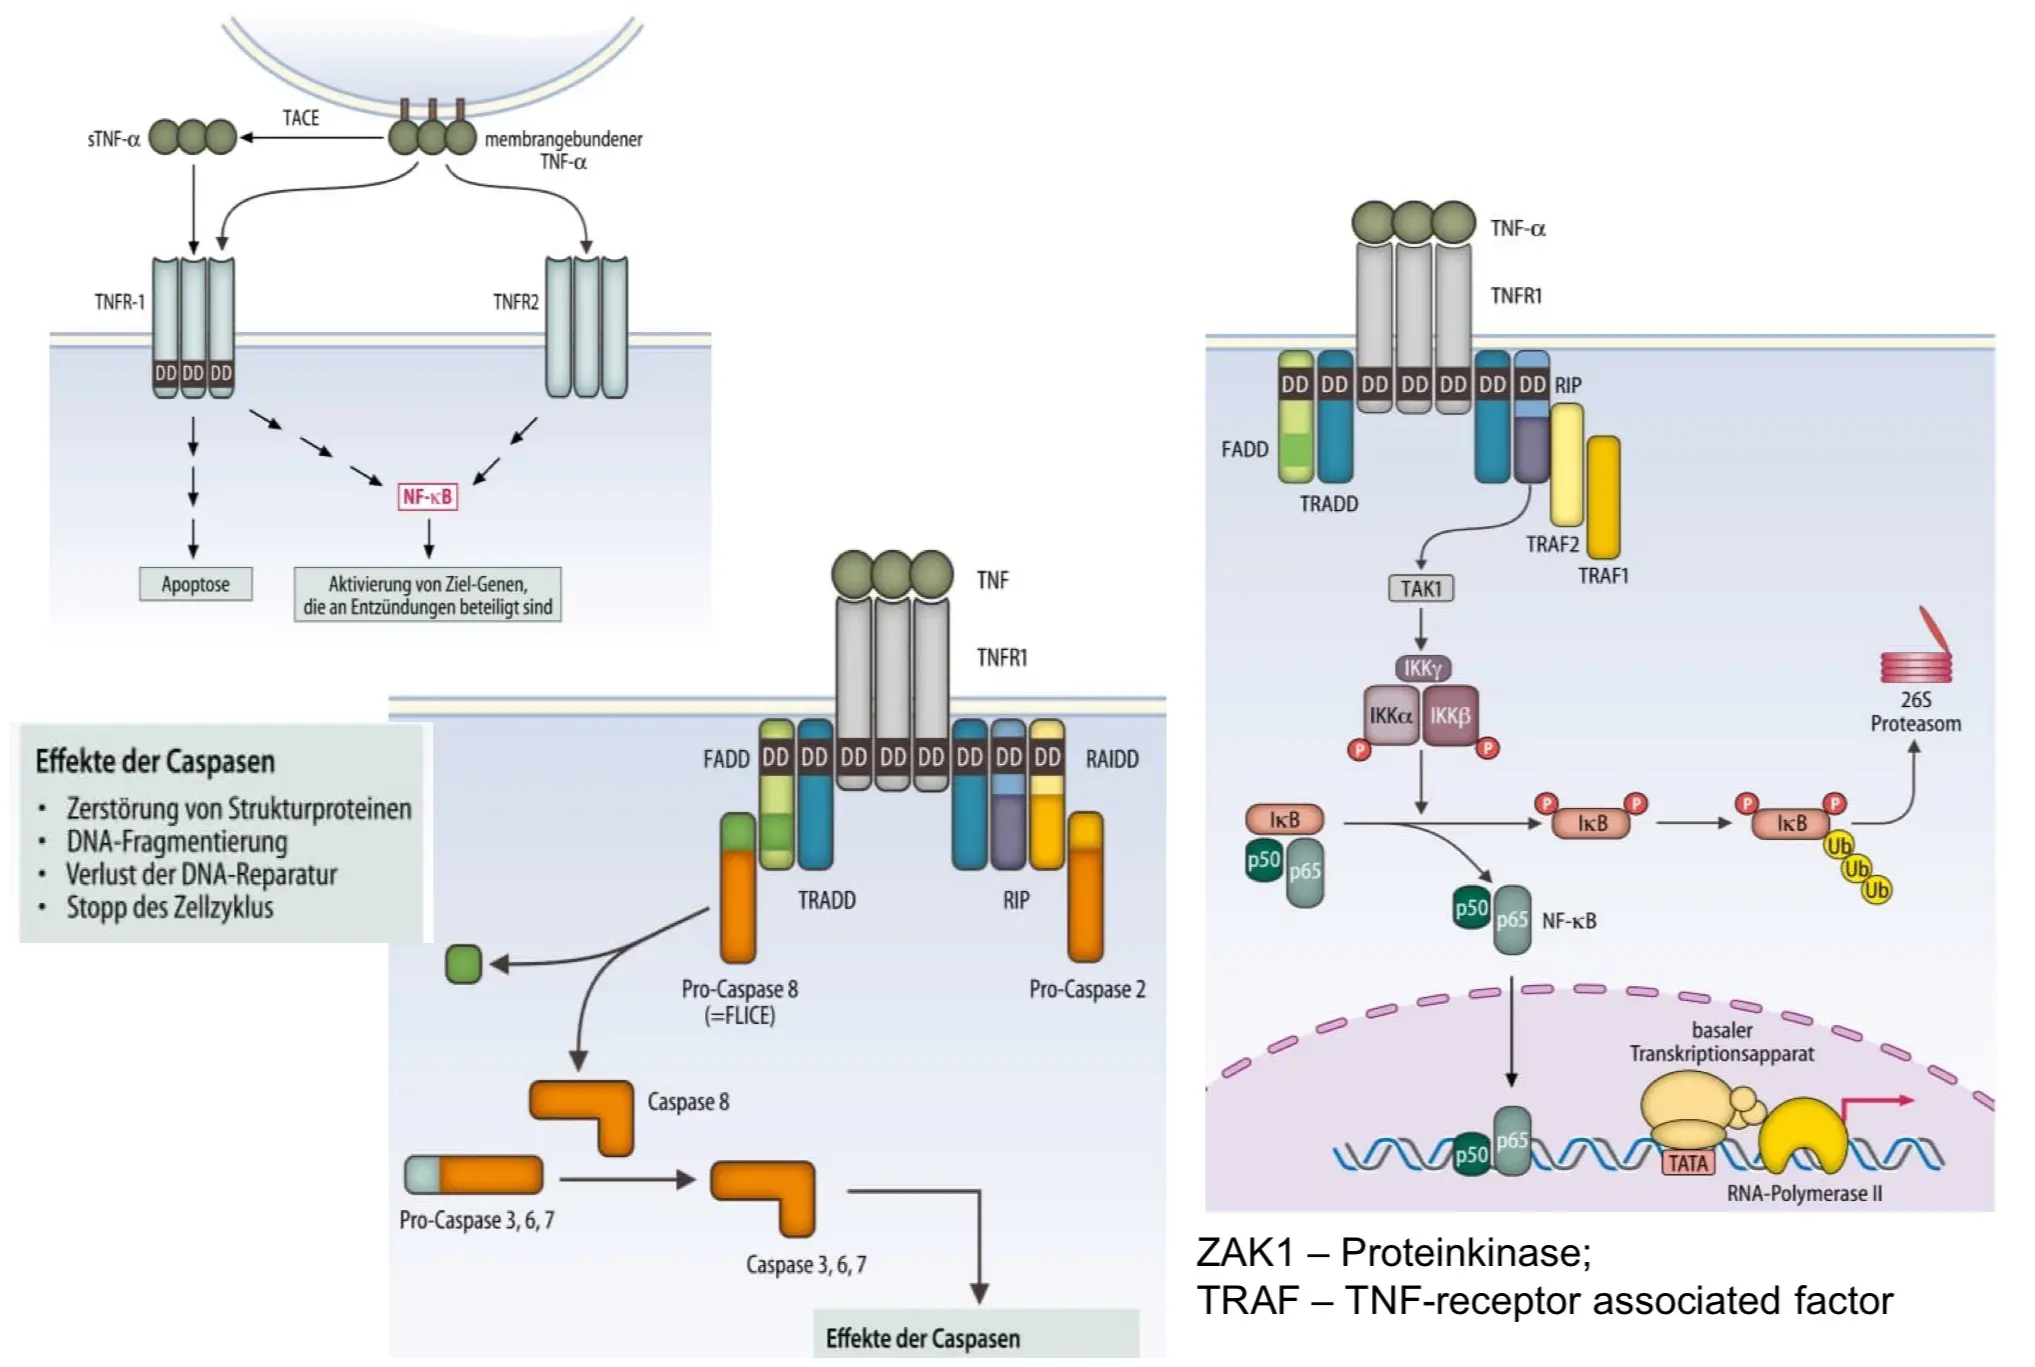 TACE
sTNF-α
membrangebundener
TNF-α
TNFR-1
TNFR2
DD DD DD
NF-κB
Apoptose
Aktivierung von Ziel-Genen,
die an Entzündungen beteiligt sind
Effekte der Caspasen
• Zerstörung von Strukturproteinen
• DNA-Fragmentierung
• Verlust der DNA-Reparatur
• Stopp des Zellzyklus
TNF
TNFR1
FADD DD DD DD DD DD DD DD DD RAIDD
TRADD
RIP
Pro-Caspase 8
(=FLICE)
Pro-Caspase 2
Caspase 8
Pro-Caspase 3, 6, 7
Caspase 3, 6, 7
Effekte der Caspasen
TNF-α
TNFR1
DD DD DD DD DD DD DD RIP
FADD
TRADD
TRAF2
TRAF1
TAK1
IKKγ
IKKα IKKβ
P P
26S
Proteasom
IκB
p50
p65
P P
IκB
P P
IκB
Ub
Ub
Ub
p50
p65
NF-κB
basaler
Transkriptionsapparat
p50
p65
TATA
RNA-Polymerase II
ZAK1 – Proteinkinase;
TRAF – TNF-receptor associated factor